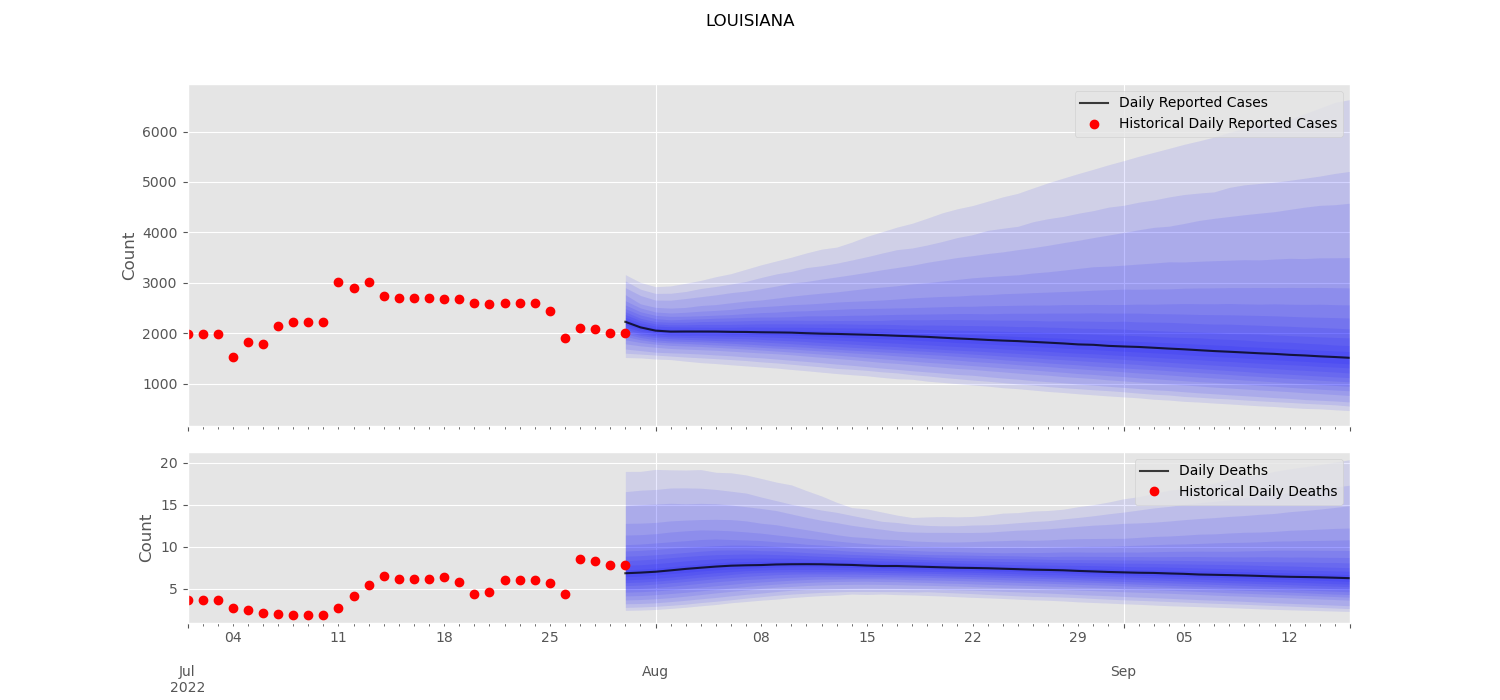 LOUISIANA
Daily Reported Cases
Historical Daily Reported Cases
6000
5000
4000
3000
2000
1000
Count
Daily Deaths
Historical Daily Deaths
20
15
10
5
Count
04 11 18 25 08 15 22 29 05 12
Jul Aug Sep
2022